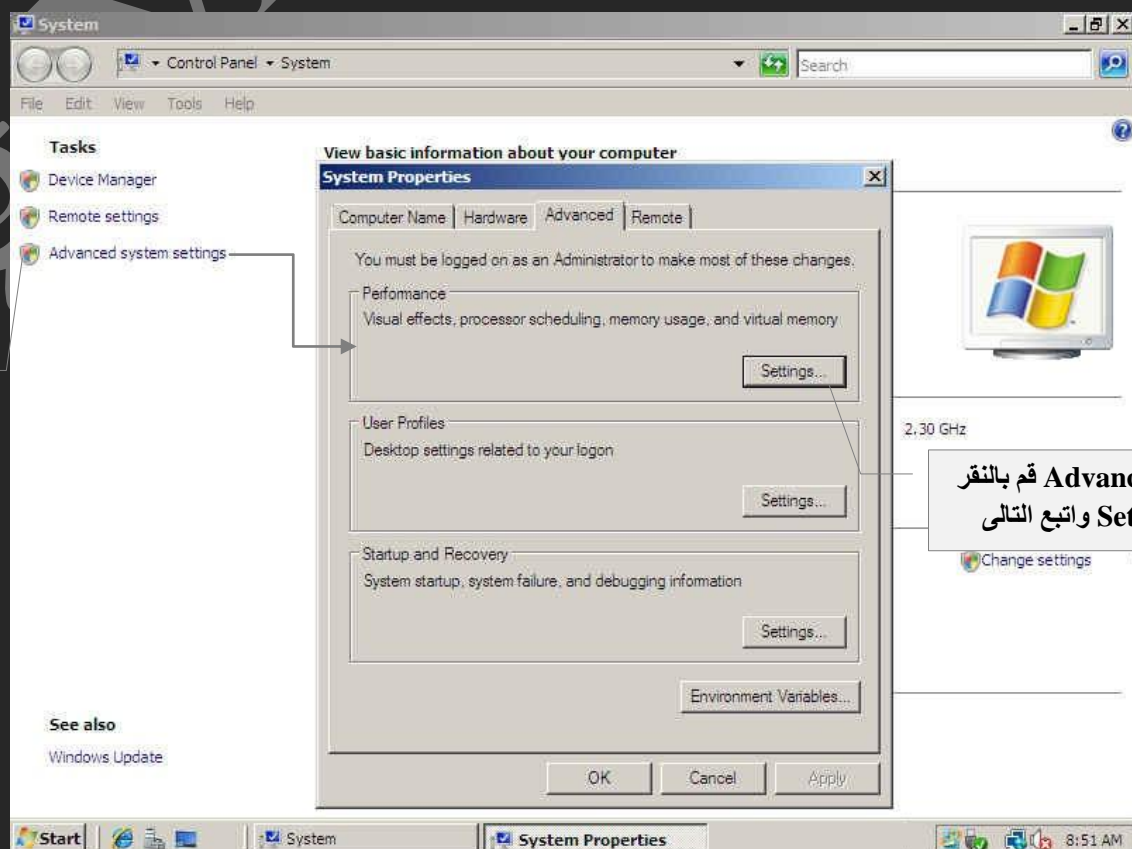 System
Control Panel System
Search
File Edit View Tools Help
Tasks
Device Manager
Remote settings
Advanced system settings
See also
Windows Update
View basic information about your computer
System Properties
Computer Name Hardware Advanced Remote
You must be logged on as an Administrator to make most of these changes.
Performance
Visual effects, processor scheduling, memory usage, and virtual memory
Settings...
User Profiles
Desktop settings related to your logon
Settings...
Startup and Recovery
System startup, system failure, and debugging information
Settings...
Environment Variables...
OK Cancel Apply
2.30 GHz
قم بالنقر
واتبع التالى
Change settings
Start System System Properties 8:51 AM